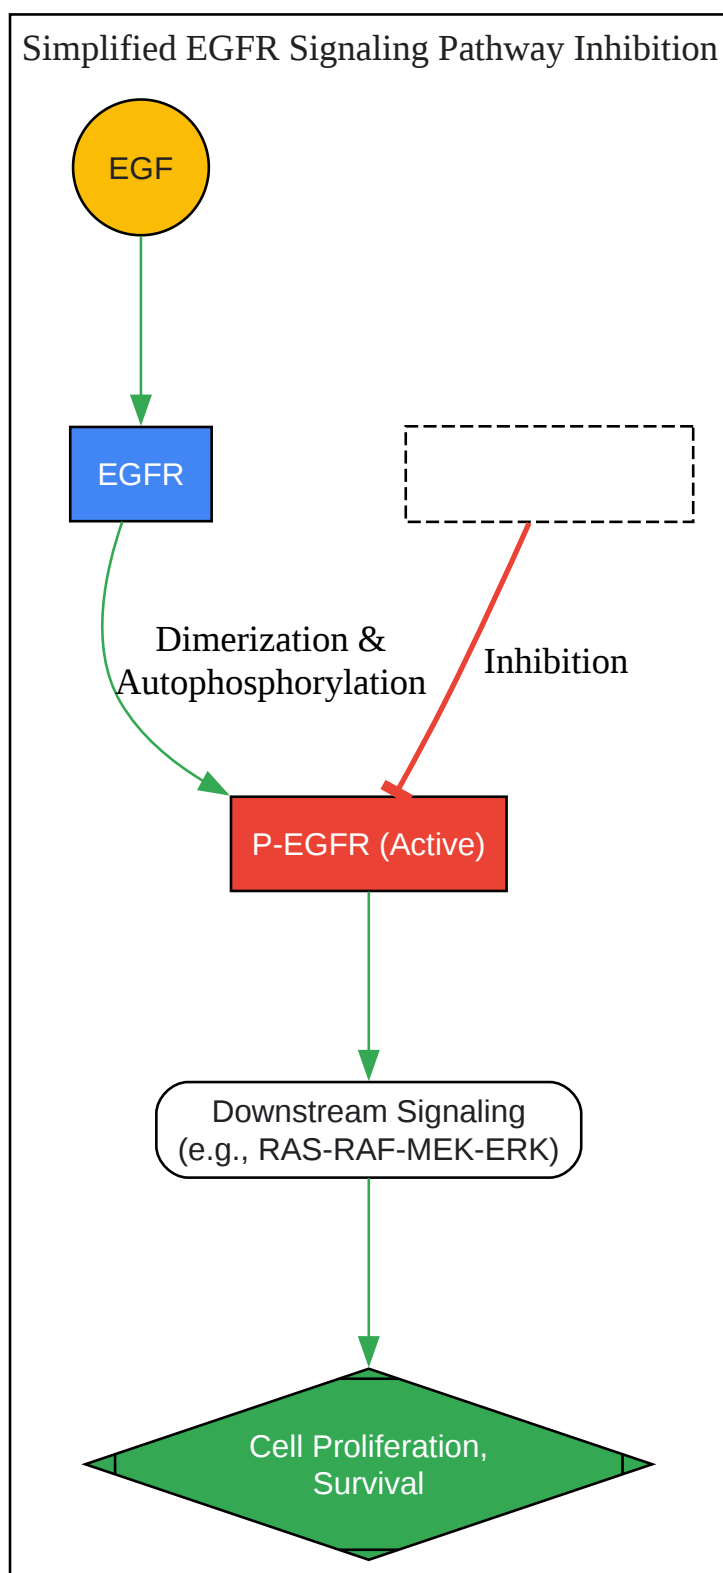 Simplified EGFR Signaling Pathway Inhibition
EGF
EGFR
Dimerization &
Autophosphorylation
Inhibition
P-EGFR (Active)
Downstream Signaling
(e.g., RAS-RAF-MEK-ERK)
Cell Proliferation,
Survival